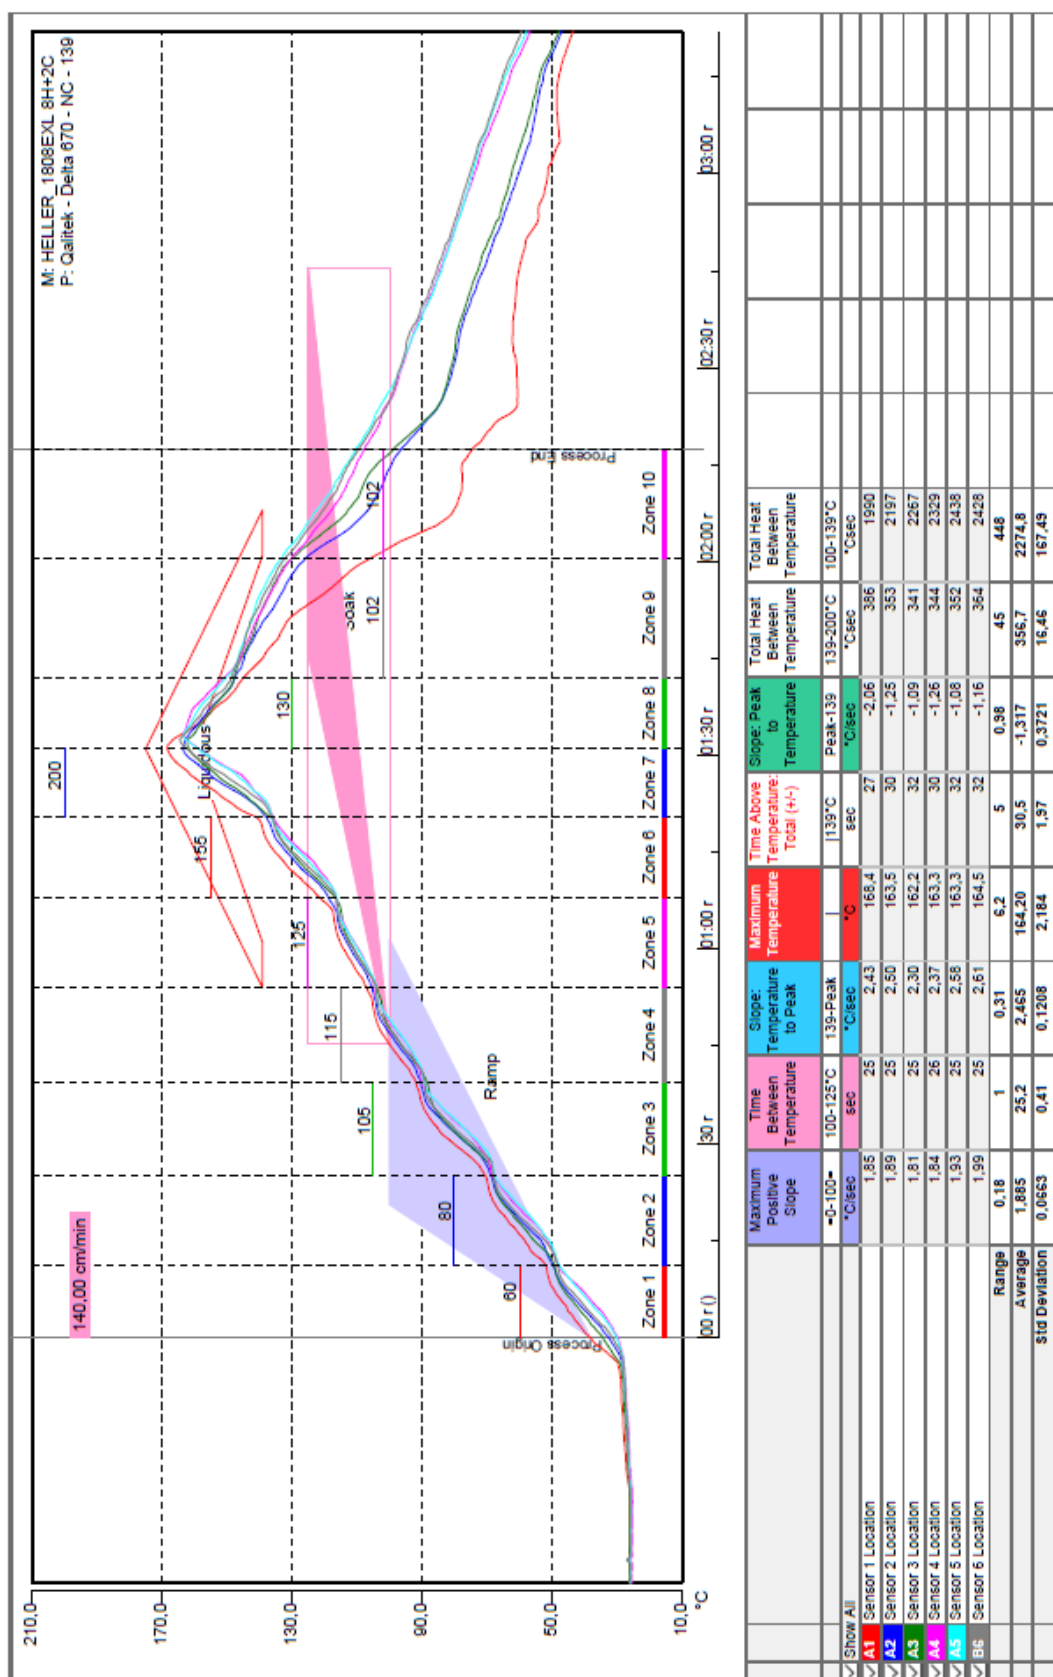 M: HELLER_1808EXL 8H+2C
P: Qalitek - Delta 670 - NC - 139
140,00 cm/min
210.0
170.0
130.0
90.0
50.0
10.0
°C
60
80
105
115
125
155
200
130
102
102
Ramp
Soak
Liquidous
Process Origin
Process End
Zone 1
Zone 2
Zone 3
Zone 4
Zone 5
Zone 6
Zone 7
Zone 8
Zone 9
Zone 10
00 r ()
30 r
01:00 r
01:30 r
02:00 r
02:30 r
03:00 r
Maximum Positive Slope
Time Between Temperature
Slope: Temperature to Peak
Maximum Temperature
Time Above Temperature: Total (+/-)
Slope: Peak to Temperature
Total Heat Between Temperature
Total Heat Between Temperature
=0-100= 100-125°C 139-Peak | |139°C Peak-139 139-200°C 100-139°C
Show All °C/sec sec °C/sec °C sec °C/sec °Csec °Csec
A1 Sensor 1 Location 1,85 25 2,43 168,4 27 -2,06 386 1990
A2 Sensor 2 Location 1,89 25 2,50 163,5 30 -1,25 353 2197
A3 Sensor 3 Location 1,81 25 2,30 162,2 32 -1,09 341 2267
A4 Sensor 4 Location 1,84 26 2,37 163,3 30 -1,26 344 2329
A5 Sensor 5 Location 1,93 25 2,58 163,3 32 -1,08 352 2438
B6 Sensor 6 Location 1,99 25 2,61 164,5 32 -1,16 364 2428
Range 0,18 1 0,31 6,2 5 0,98 45 448
Average 1,885 25,2 2,465 164,20 30,5 -1,317 356,7 2274,8
Std Deviation 0,0663 0,41 0,1208 2,184 1,97 0,3721 16,46 167,49